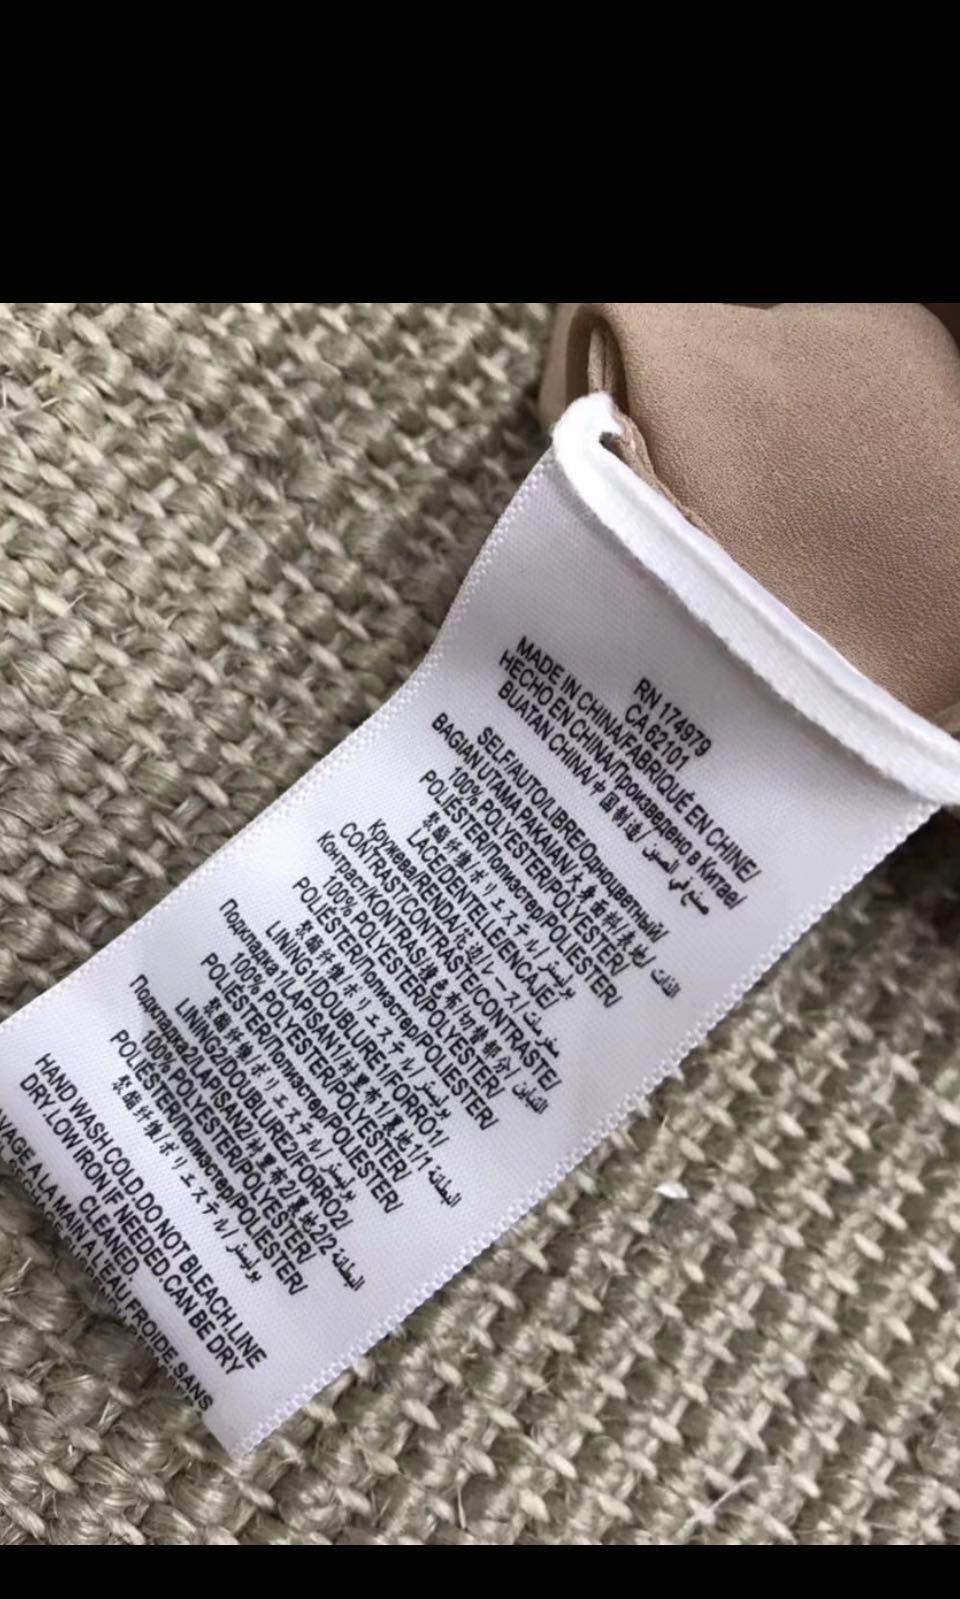 RN 174979
CA 62101
MADE IN CHINA/FABRIQUÉ EN CHINE/
HECHO EN CHINA/Произведено в Китае/
BUATAN CHINA/中国制造/ صنع في الصين
SELF/AUTO/LIBRE/Одноцветный/
BAGIAN UTAMA PAKAIAN/大身面料/表地/ الذات
100% POLYESTER/POLYESTER/
POLIÉSTER/Полиэстер/POLIESTER/
聚酯纤维/ポリエステル/ بوليستر
LACE/DENTELLE/ENCAJE/
Кружева/RENDA/花边/レース/
CONTRAST/CONTRASTE/CONTRASTE/
Контраст/KONTRAS/撞色布/切替部分/ التباين
100% POLYESTER/POLYESTER/
POLIÉSTER/Полиэстер/POLIESTER/
聚酯纤维/ポリエステル/ بوليستر
LINING1/DOUBLURE1/FORRO1/
Подкладка1/LAPISAN1/衬里布1/裏地1/1 البطانة
100% POLYESTER/POLYESTER/
POLIÉSTER/Полиэстер/POLIESTER/
聚酯纤维/ポリエステル/ بوليستر
LINING2/DOUBLURE2/FORRO2/
Подкладка2/LAPISAN2/衬里布2/裏地2/2 البطانة
100% POLYESTER/POLYESTER/
POLIÉSTER/Полиэстер/POLIESTER/
聚酯纤维/ポリエステル/ بوليستر
HAND WASH COLD.DO NOT BLEACH.LINE
DRY.LOW IRON IF NEEDED.CAN BE DRY
CLEANED.
LAVAGE A LA MAIN A L'EAU FROIDE.SANS